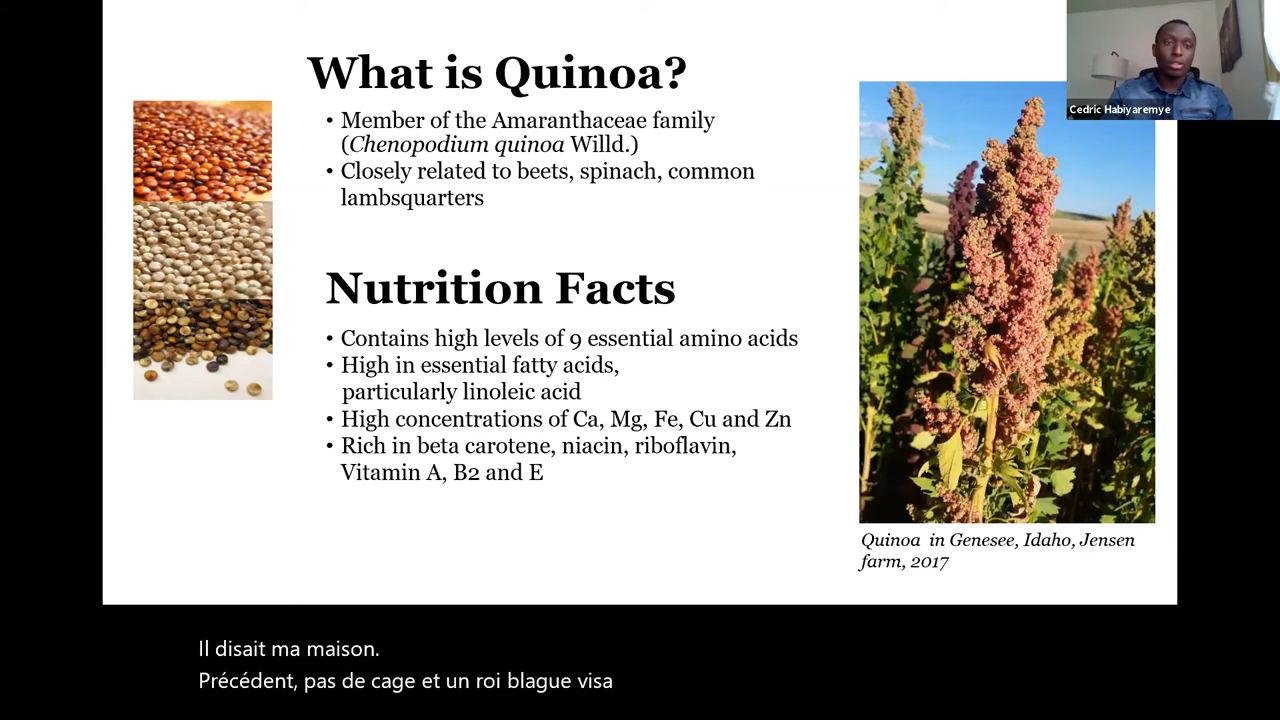 What is Quinoa?
• Member of the Amaranthaceae family
(Chenopodium quinoa Willd.)
• Closely related to beets, spinach, common
lambsquarters
Nutrition Facts
• Contains high levels of 9 essential amino acids
• High in essential fatty acids,
particularly linoleic acid
• High concentrations of Ca, Mg, Fe, Cu and Zn
• Rich in beta carotene, niacin, riboflavin,
Vitamin A, B2 and E
Cedric Habiyaremye
Quinoa in Genesee, Idaho, Jensen
farm, 2017
Il disait ma maison.
Précédent, pas de cage et un roi blague visa